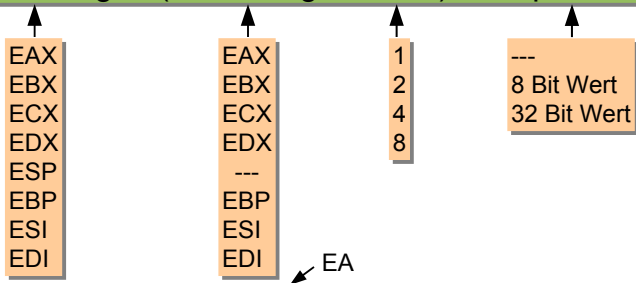 EAX EAX 1 ---
EBX EBX 2 8 Bit Wert
ECX ECX 4 32 Bit Wert
EDX EDX 8
ESP ---
EBP EBP
ESI ESI
EDI EDI
EA